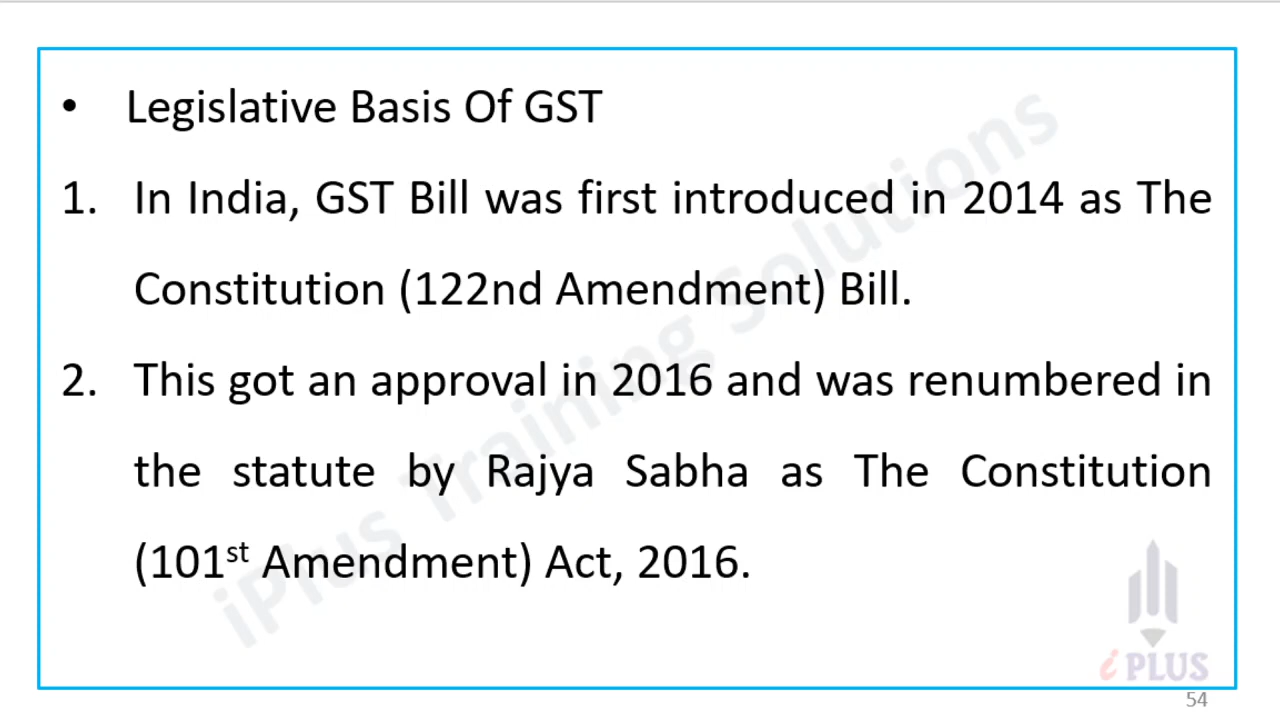 • Legislative Basis Of GST
1. In India, GST Bill was first introduced in 2014 as The
Constitution (122nd Amendment) Bill.
2. This got an approval in 2016 and was renumbered in
the statute by Rajya Sabha as The Constitution
(101st Amendment) Act, 2016.
iPlus Training Solutions
i PLUS
54